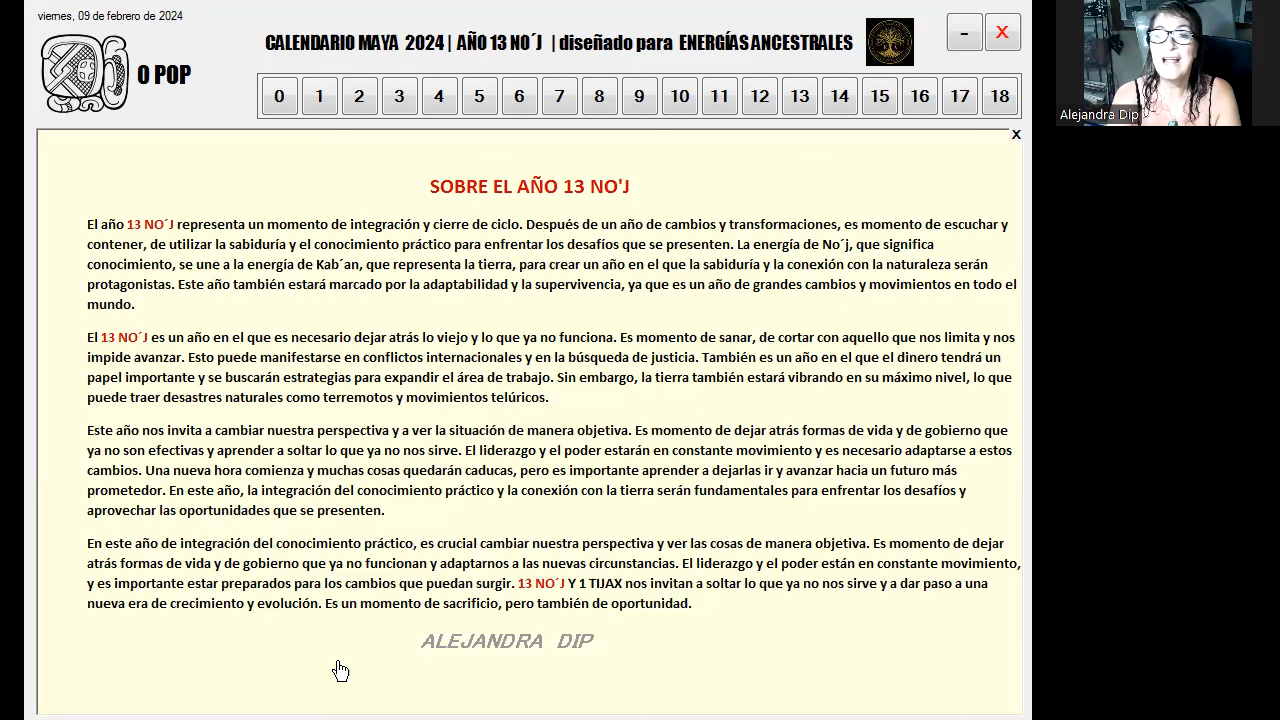 viernes, 09 de febrero de 2024
0 POP
CALENDARIO MAYA 2024 | AÑO 13 NO´J | diseñado para ENERGÍAS ANCESTRALES
- X
0 1 2 3 4 5 6 7 8 9 10 11 12 13 14 15 16 17 18
Alejandra Dip
X
SOBRE EL AÑO 13 NO'J
El año 13 NO´J representa un momento de integración y cierre de ciclo. Después de un año de cambios y transformaciones, es momento de escuchar y
contener, de utilizar la sabiduría y el conocimiento práctico para enfrentar los desafíos que se presenten. La energía de No´j, que significa
conocimiento, se une a la energía de Kab´an, que representa la tierra, para crear un año en el que la sabiduría y la conexión con la naturaleza serán
protagonistas. Este año también estará marcado por la adaptabilidad y la supervivencia, ya que es un año de grandes cambios y movimientos en todo el
mundo.
El 13 NO´J es un año en el que es necesario dejar atrás lo viejo y lo que ya no funciona. Es momento de sanar, de cortar con aquello que nos limita y nos
impide avanzar. Esto puede manifestarse en conflictos internacionales y en la búsqueda de justicia. También es un año en el que el dinero tendrá un
papel importante y se buscarán estrategias para expandir el área de trabajo. Sin embargo, la tierra también estará vibrando en su máximo nivel, lo que
puede traer desastres naturales como terremotos y movimientos telúricos.
Este año nos invita a cambiar nuestra perspectiva y a ver la situación de manera objetiva. Es momento de dejar atrás formas de vida y de gobierno que
ya no son efectivas y aprender a soltar lo que ya no nos sirve. El liderazgo y el poder estarán en constante movimiento y es necesario adaptarse a estos
cambios. Una nueva hora comienza y muchas cosas quedarán caducas, pero es importante aprender a dejarlas ir y avanzar hacia un futuro más
prometedor. En este año, la integración del conocimiento práctico y la conexión con la tierra serán fundamentales para enfrentar los desafíos y
aprovechar las oportunidades que se presenten.
En este año de integración del conocimiento práctico, es crucial cambiar nuestra perspectiva y ver las cosas de manera objetiva. Es momento de dejar
atrás formas de vida y de gobierno que ya no funcionan y adaptarnos a las nuevas circunstancias. El liderazgo y el poder están en constante movimiento,
y es importante estar preparados para los cambios que puedan surgir. 13 NO´J Y 1 TIJAX nos invitan a soltar lo que ya no nos sirve y a dar paso a una
nueva era de crecimiento y evolución. Es un momento de sacrificio, pero también de oportunidad.
ALEJANDRA DIP